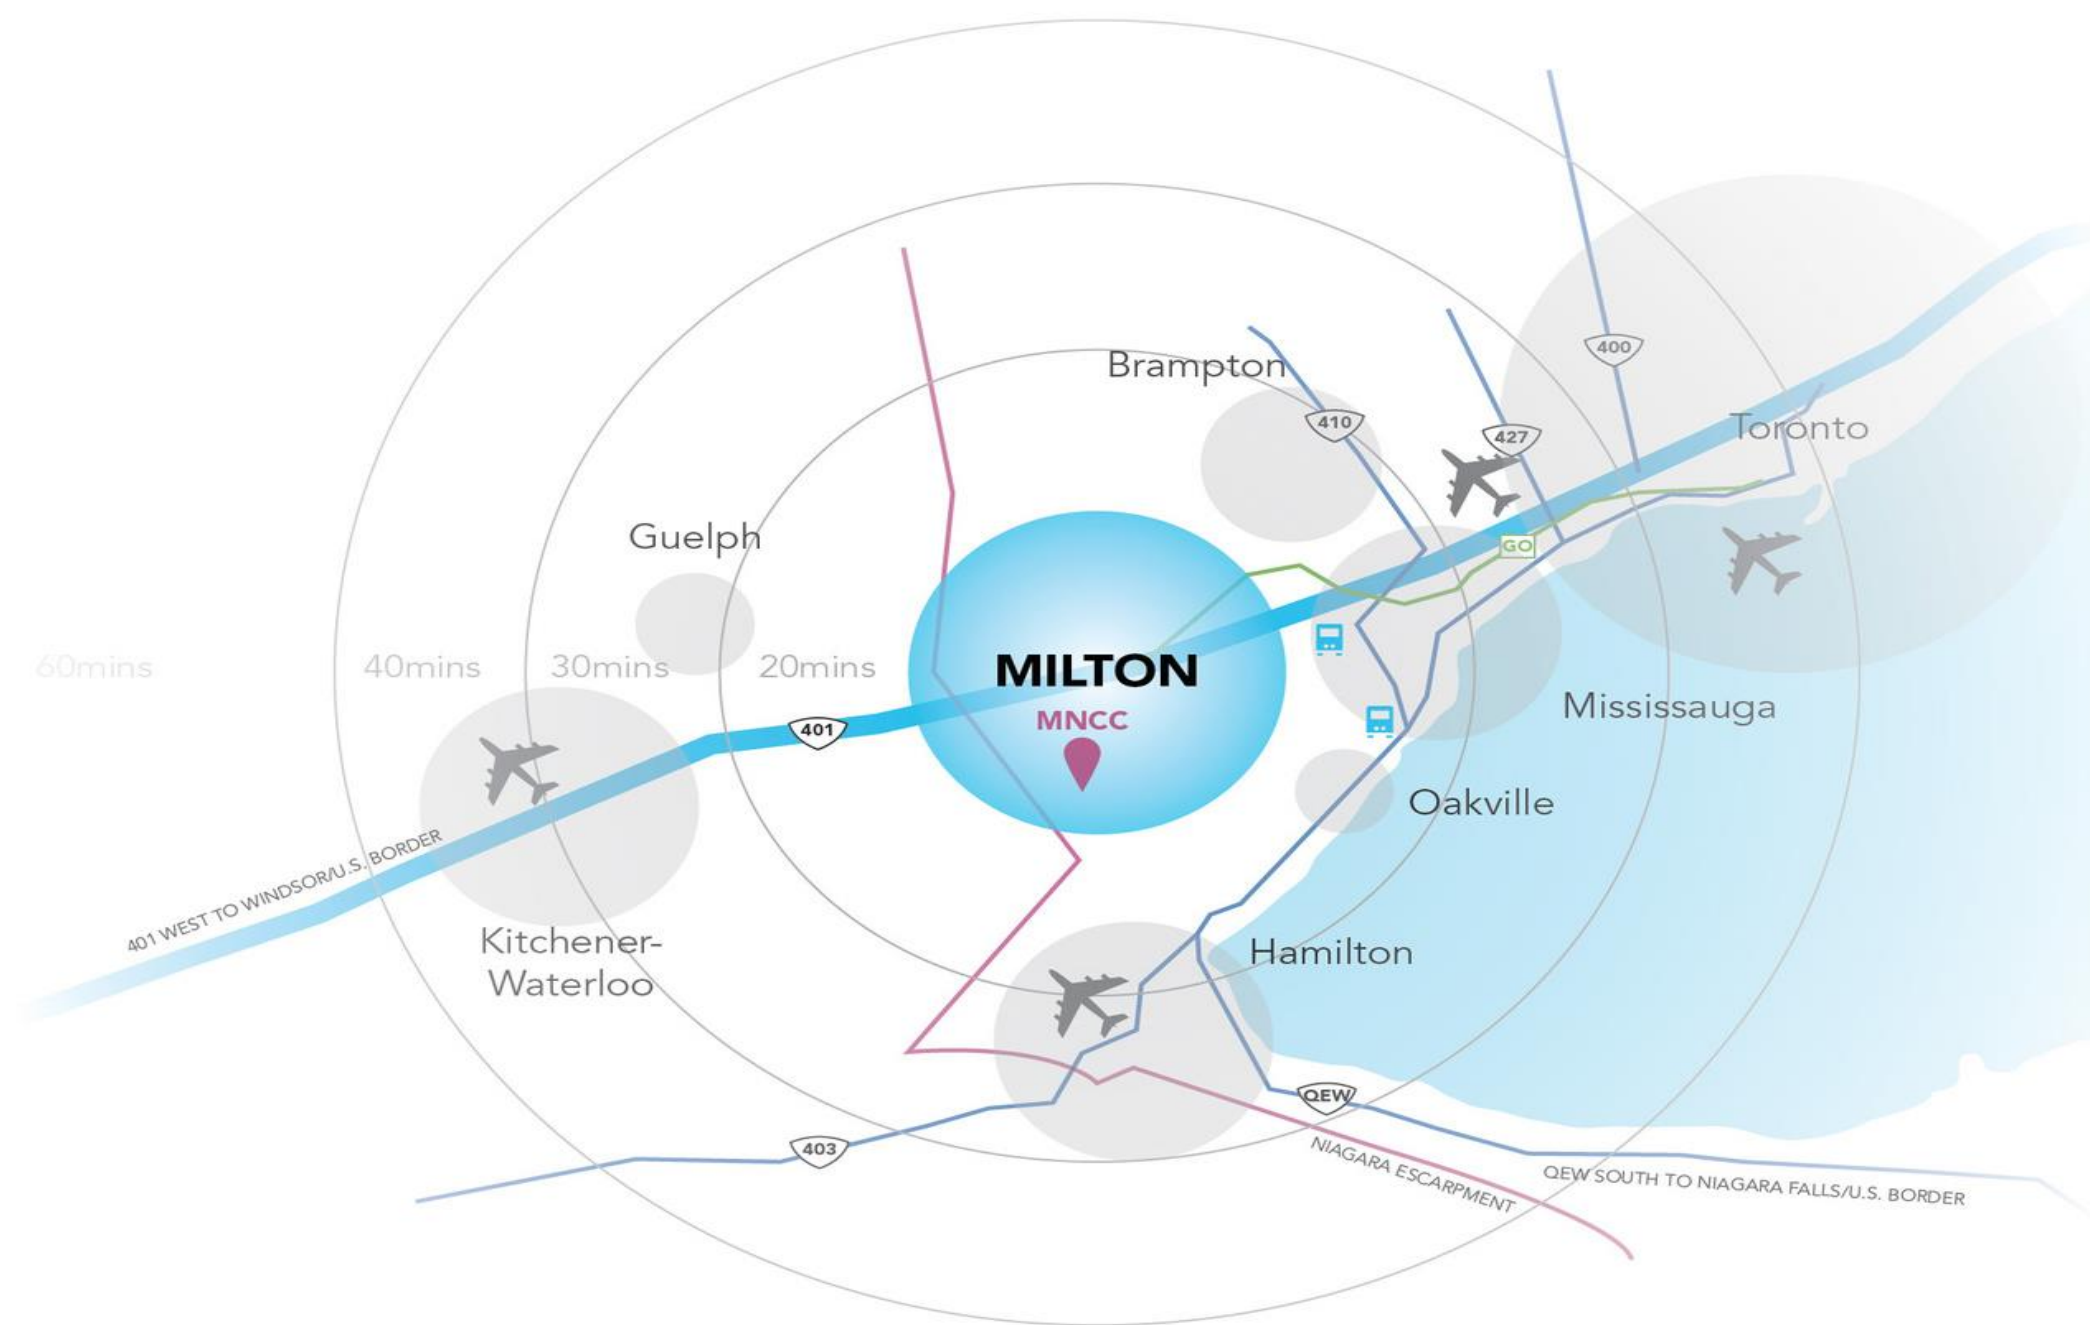 400
Brampton
410
427
Toronto
Guelph
GO
60mins
40mins
30mins
20mins
MILTON
MNCC
401
Mississauga
Oakville
401 WEST TO WINDSOR/U.S. BORDER
Kitchener-
Waterloo
Hamilton
QEW
403
NIAGARA ESCARPMENT
QEW SOUTH TO NIAGARA FALLS/U.S. BORDER